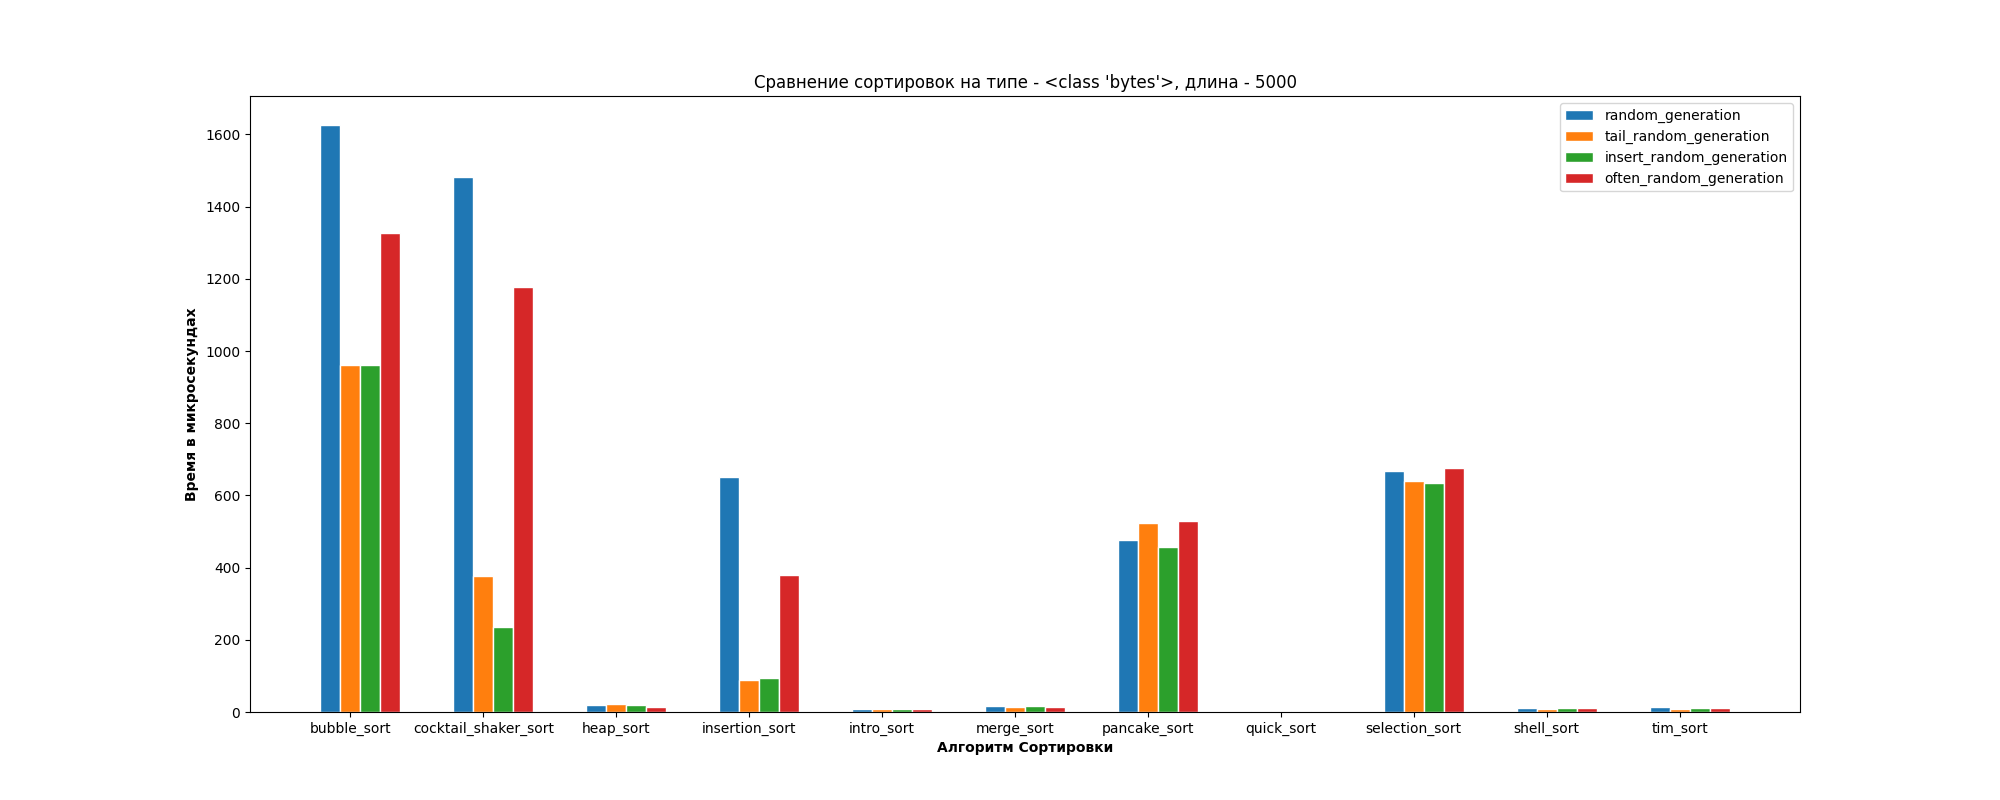 Сравнение сортировок на типе - <class 'bytes'>, длина - 5000
random_generation
tail_random_generation
insert_random_generation
often_random_generation
Время в микросекундах
1600
1400
1200
1000
800
600
400
200
0
bubble_sort
cocktail_shaker_sort
heap_sort
insertion_sort
intro_sort
merge_sort
pancake_sort
quick_sort
selection_sort
shell_sort
tim_sort
Алгоритм Сортировки